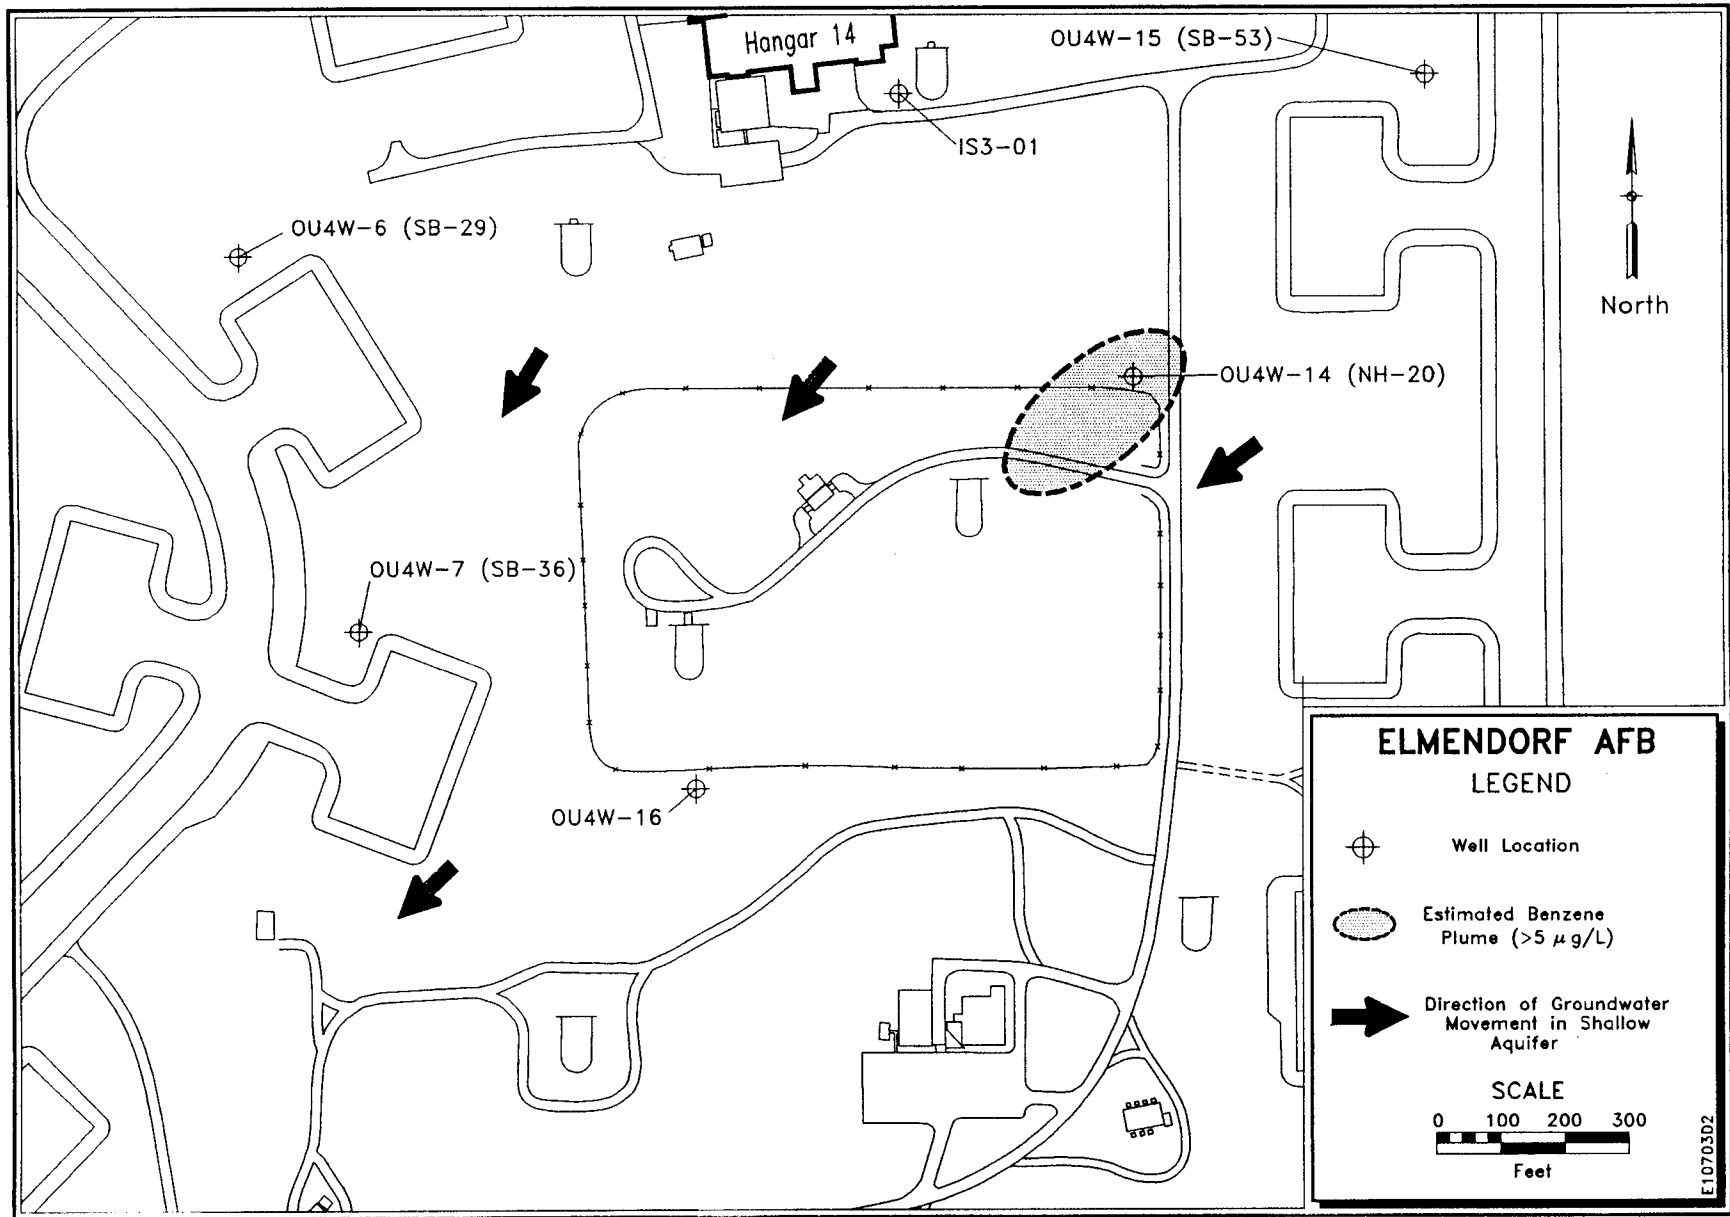 Hangar 14
OU4W-15 (SB-53)
IS3-01
OU4W-6 (SB-29)
North
OU4W-14 (NH-20)
OU4W-7 (SB-36)
OU4W-16
ELMENDORF AFB
LEGEND
Well Location
Estimated Benzene
Plume (>5 μg/L)
Direction of Groundwater
Movement in Shallow
Aquifer
SCALE
0 100 200 300
Feet
E10703D2